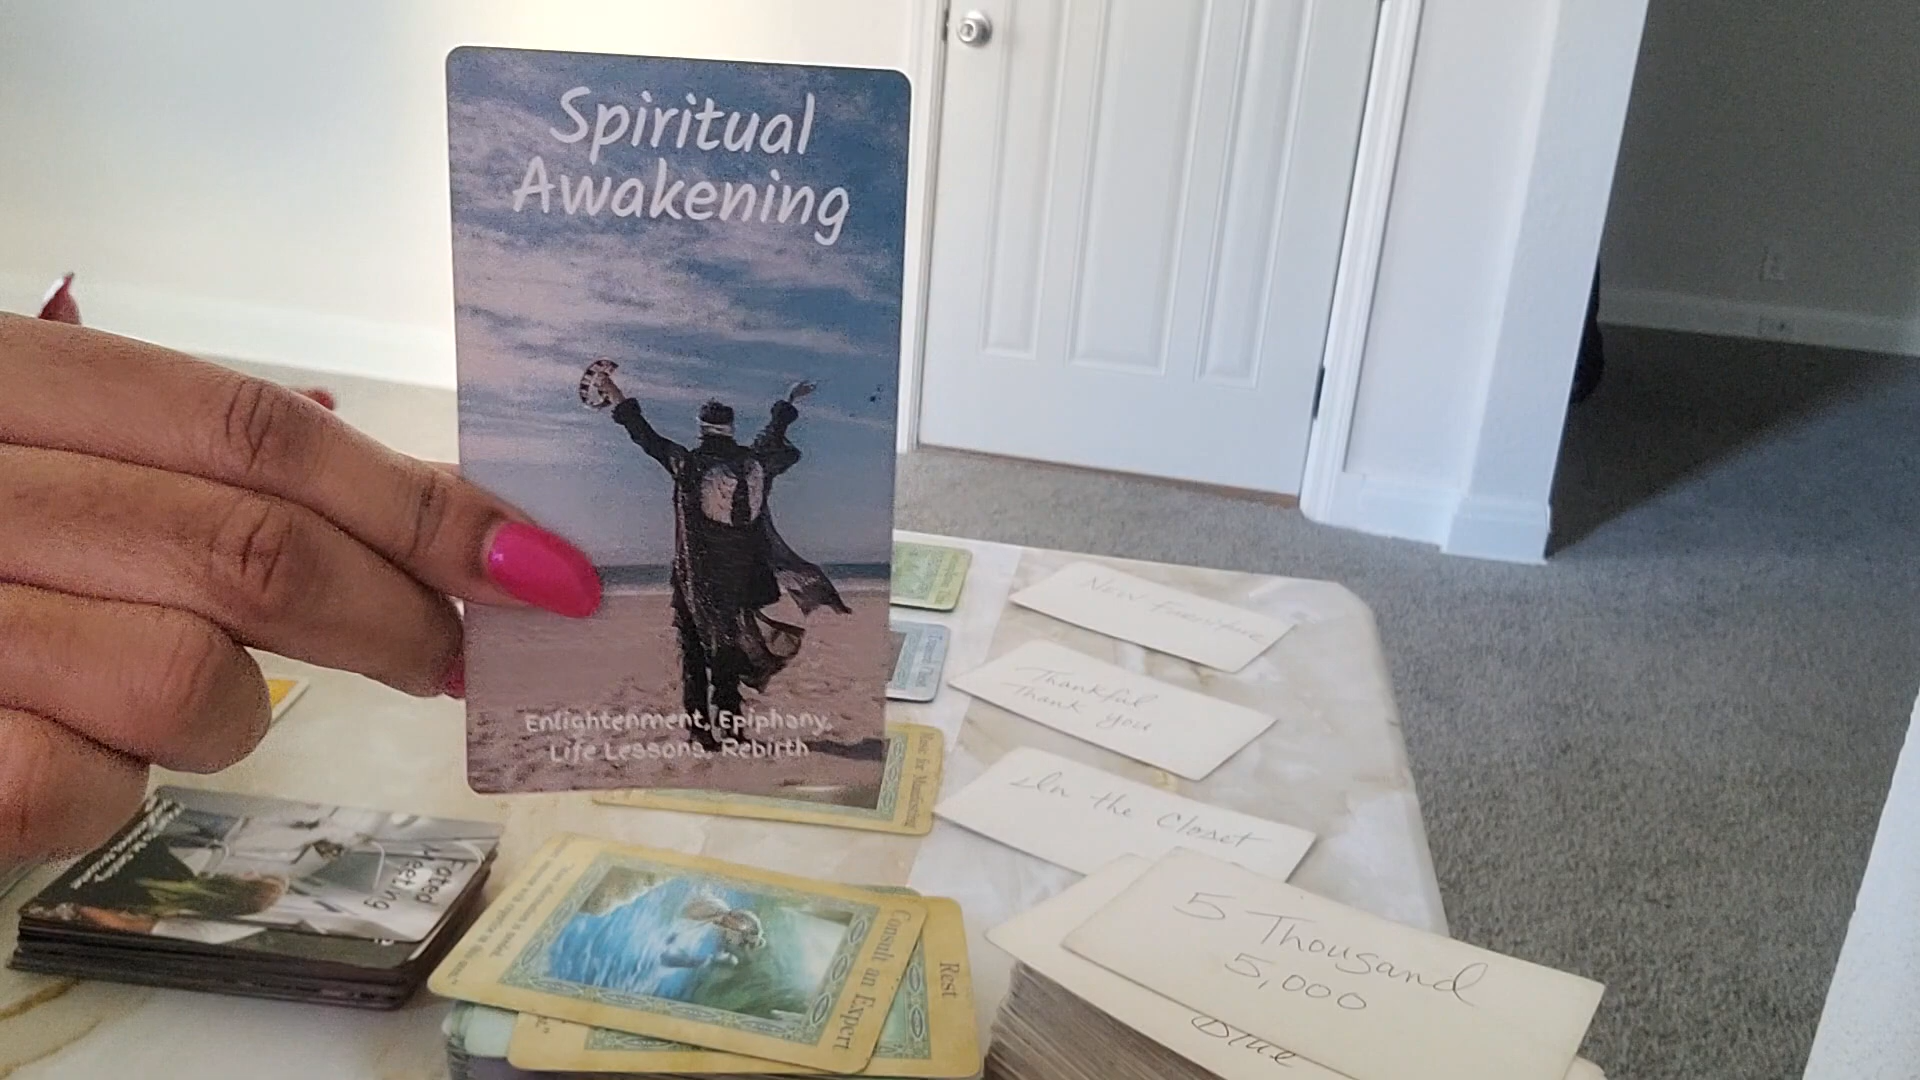 Spiritual
Awakening
Enlightenment, Epiphany,
Life Lessons, Rebirth
New Furniture
Thankful
Thank you
In the Closet
5 Thousand
5,000
Blue
Fated
Meeting
Consult an Expert
Rest